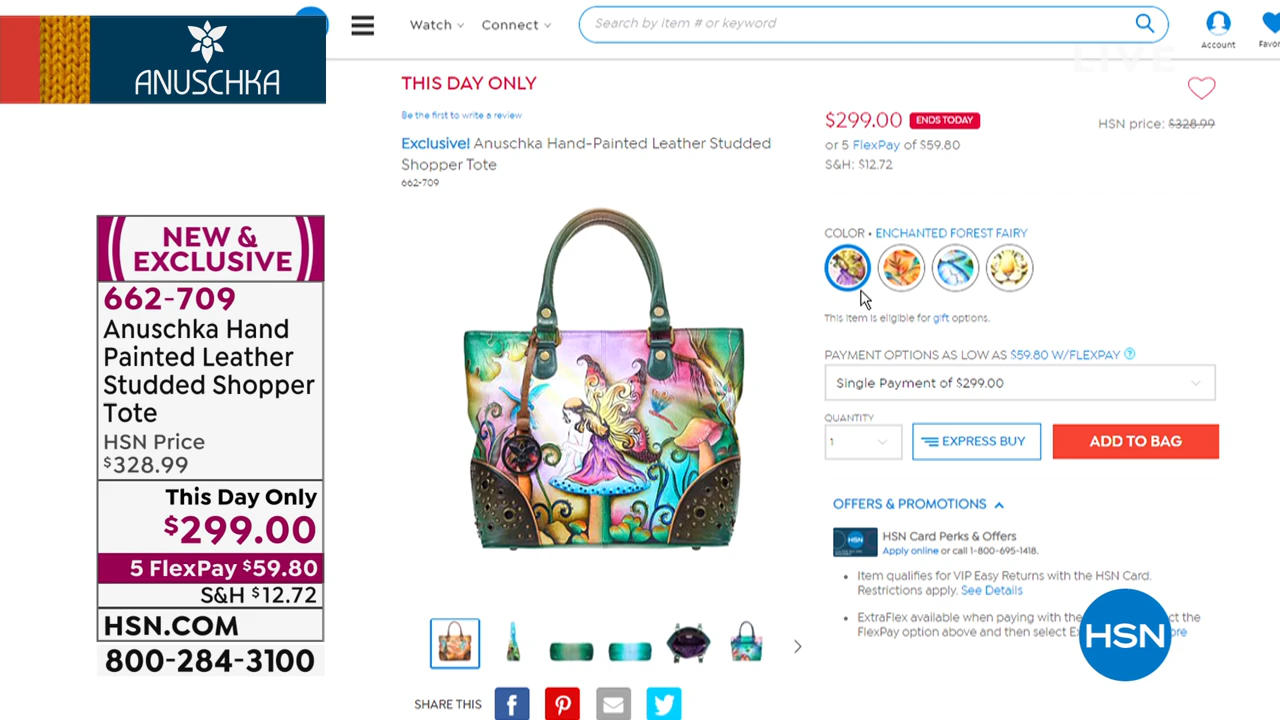 ANUSCHKA
Watch
Connect
Search by item # or keyword
Account
LIVE
THIS DAY ONLY
Be the first to write a review
Exclusive! Anuschka Hand-Painted Leather Studded
Shopper Tote
662-709
$299.00 ENDS TODAY
HSN price: $328.99
or 5 FlexPay of $59.80
S&H: $12.72
COLOR • ENCHANTED FOREST FAIRY
This item is eligible for gift options.
PAYMENT OPTIONS AS LOW AS $59.80 W/FLEXPAY ?
Single Payment of $299.00
QUANTITY
1
EXPRESS BUY
ADD TO BAG
OFFERS & PROMOTIONS
HSN
HSN Card Perks & Offers
Apply online or call 1-800-695-1418.
• Item qualifies for VIP Easy Returns with the HSN Card.
Restrictions apply. See Details
• ExtraFlex available when paying with the
FlexPay option above and then select
HSN
SHARE THIS
NEW &
EXCLUSIVE
662-709
Anuschka Hand
Painted Leather
Studded Shopper
Tote
HSN Price
$328.99
This Day Only
$299.00
5 FlexPay $59.80
S&H $12.72
HSN.COM
800-284-3100